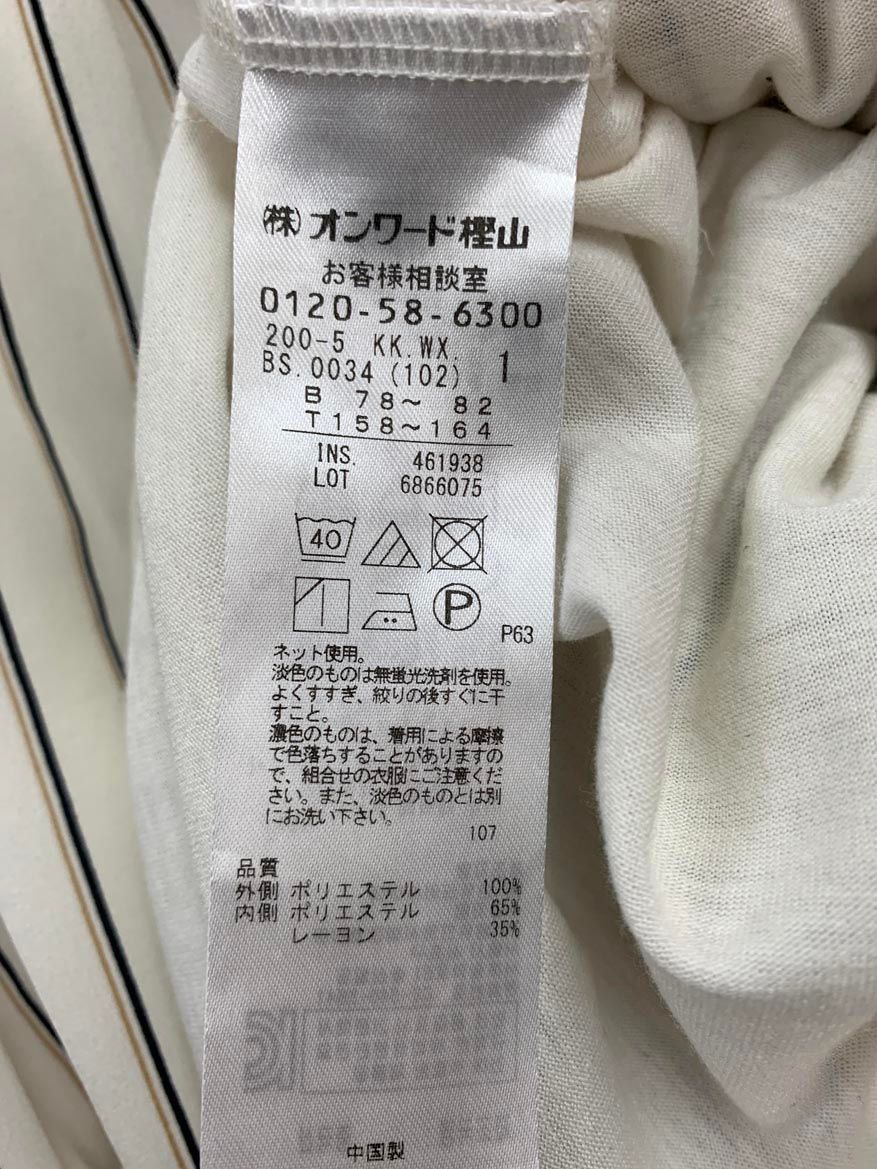 ㈱オンワード樫山
お客様相談室
0120-58-6300
200-5 KK.WX.
BS.0034 (102) 1
B 78～ 82
T158～164
INS. 461938
LOT 6866075
40
P
P63
ネット使用。
淡色のものは無蛍光洗剤を使用。
よくすすぎ、絞りの後すぐに干
すこと。
濃色のものは、着用による摩擦
で色落ちすることがありますの
で、組合せの衣服にご注意くだ
さい。また、淡色のものとは別
にお洗い下さい。
107
品質
外側 ポリエステル 100%
内側 ポリエステル 65%
レーヨン 35%
中国製